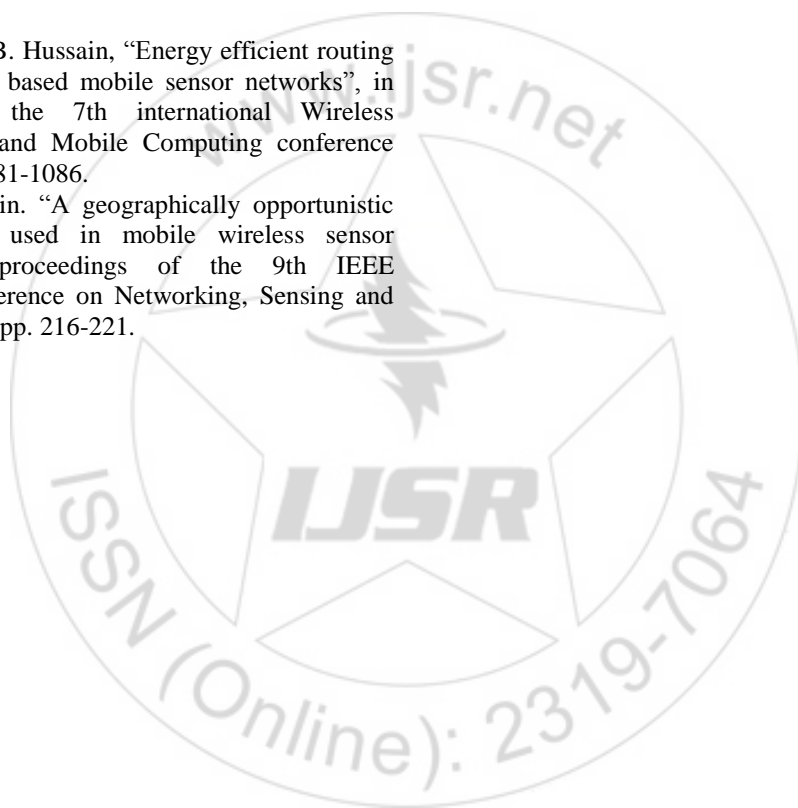 B. Hussain, “Energy efficient routing
based mobile sensor networks”, in
the 7th international Wireless
and Mobile Computing conference
81-1086.
in. “A geographically opportunistic
used in mobile wireless sensor
proceedings of the 9th IEEE
erence on Networking, Sensing and
pp. 216-221.
www.ijsr.net
IJSR
ISSN (Online): 2319-7064